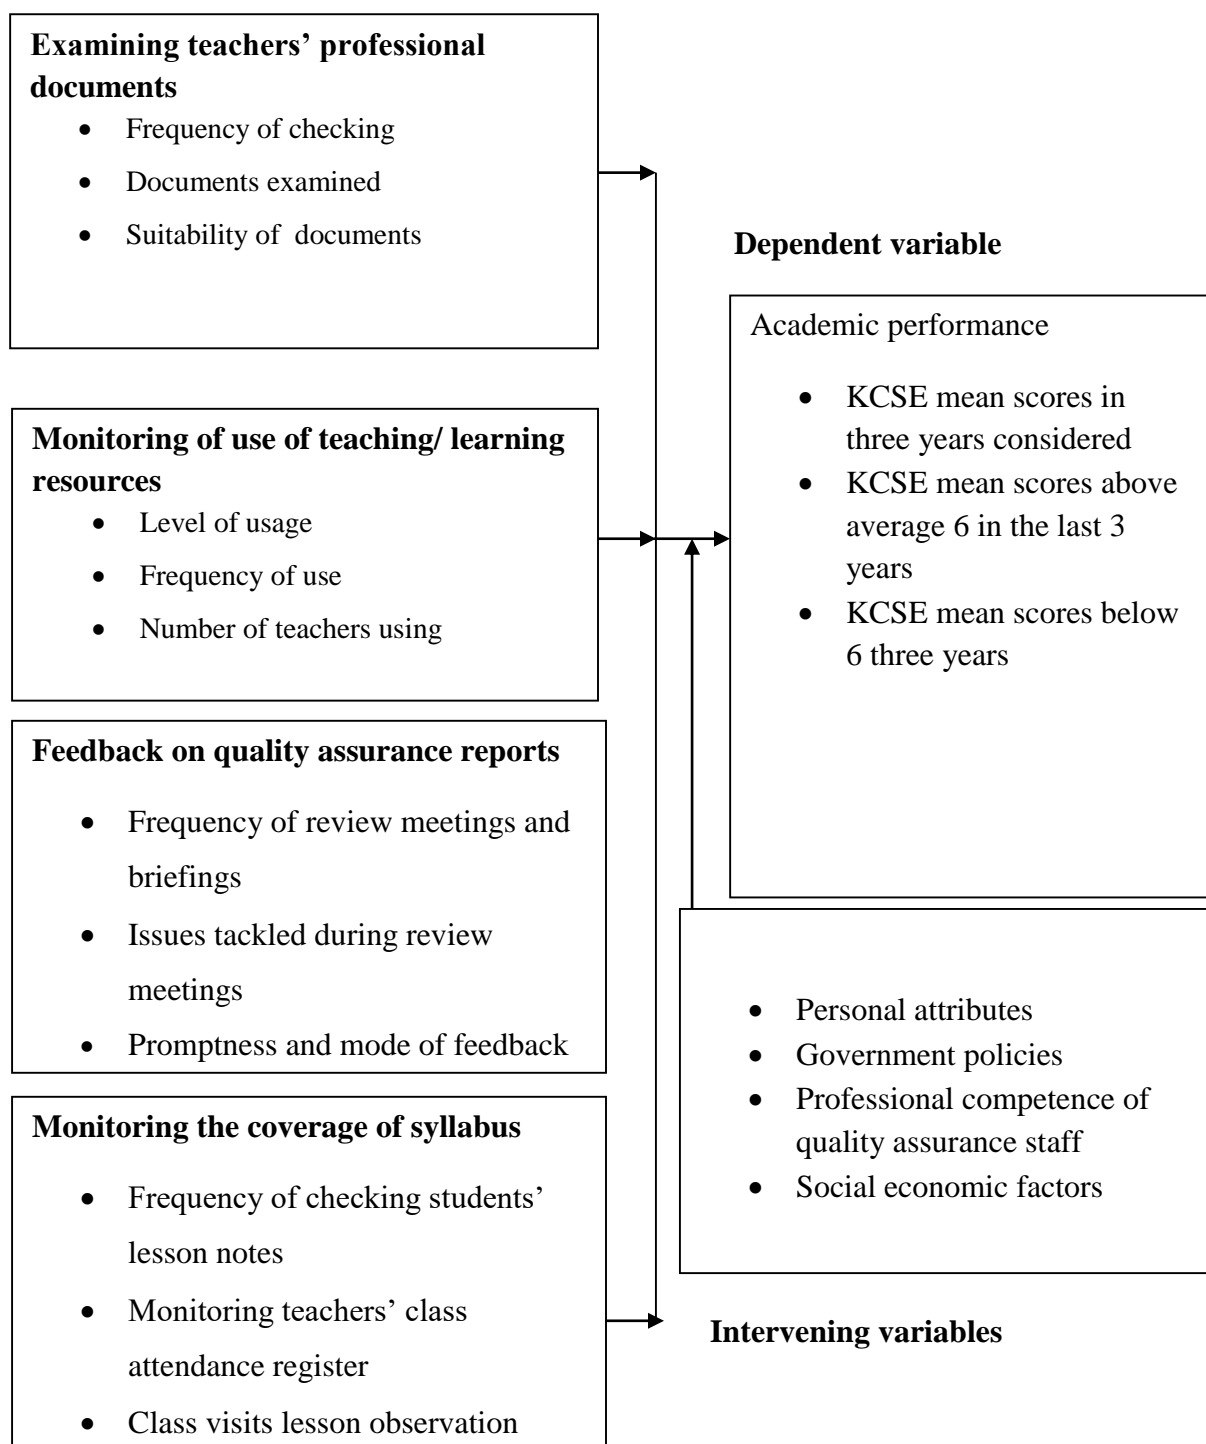 Examining teachers’ professional
documents
• Frequency of checking
• Documents examined
• Suitability of documents
Monitoring of use of teaching/ learning
resources
• Level of usage
• Frequency of use
• Number of teachers using
Feedback on quality assurance reports
• Frequency of review meetings and
briefings
• Issues tackled during review
meetings
• Promptness and mode of feedback
Monitoring the coverage of syllabus
• Frequency of checking students’
lesson notes
• Monitoring teachers’ class
attendance register
• Class visits lesson observation
Dependent variable
Academic performance
• KCSE mean scores in
three years considered
• KCSE mean scores above
average 6 in the last 3
years
• KCSE mean scores below
6 three years
• Personal attributes
• Government policies
• Professional competence of
quality assurance staff
• Social economic factors
Intervening variables